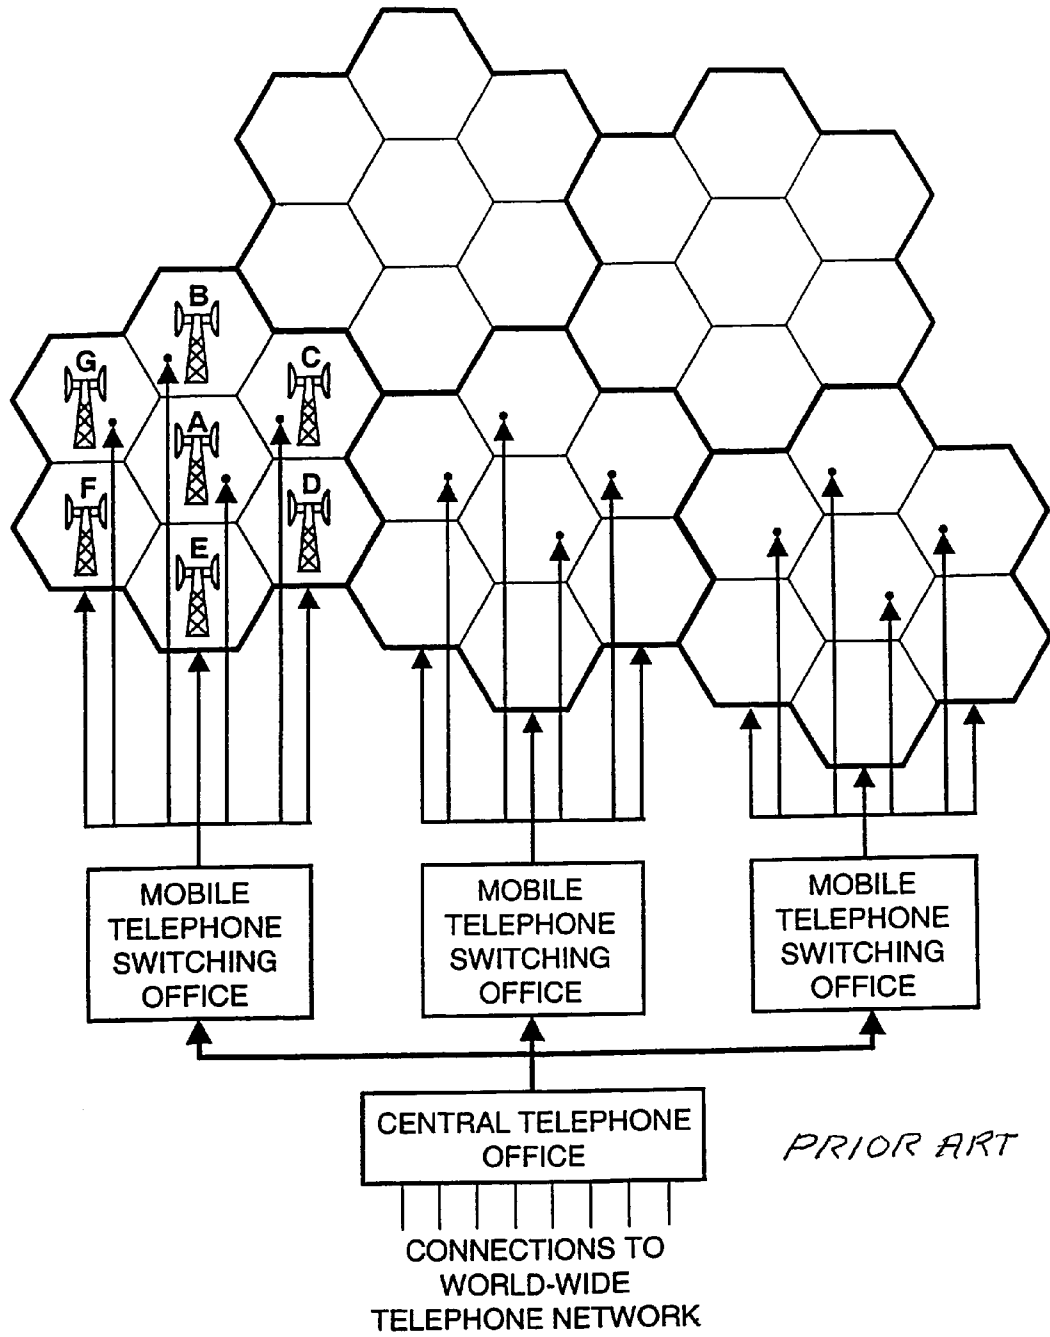 B
G
C
A
F
D
E
MOBILE
TELEPHONE
SWITCHING
OFFICE
MOBILE
TELEPHONE
SWITCHING
OFFICE
MOBILE
TELEPHONE
SWITCHING
OFFICE
CENTRAL TELEPHONE
OFFICE
PRIOR ART
CONNECTIONS TO
WORLD-WIDE
TELEPHONE NETWORK